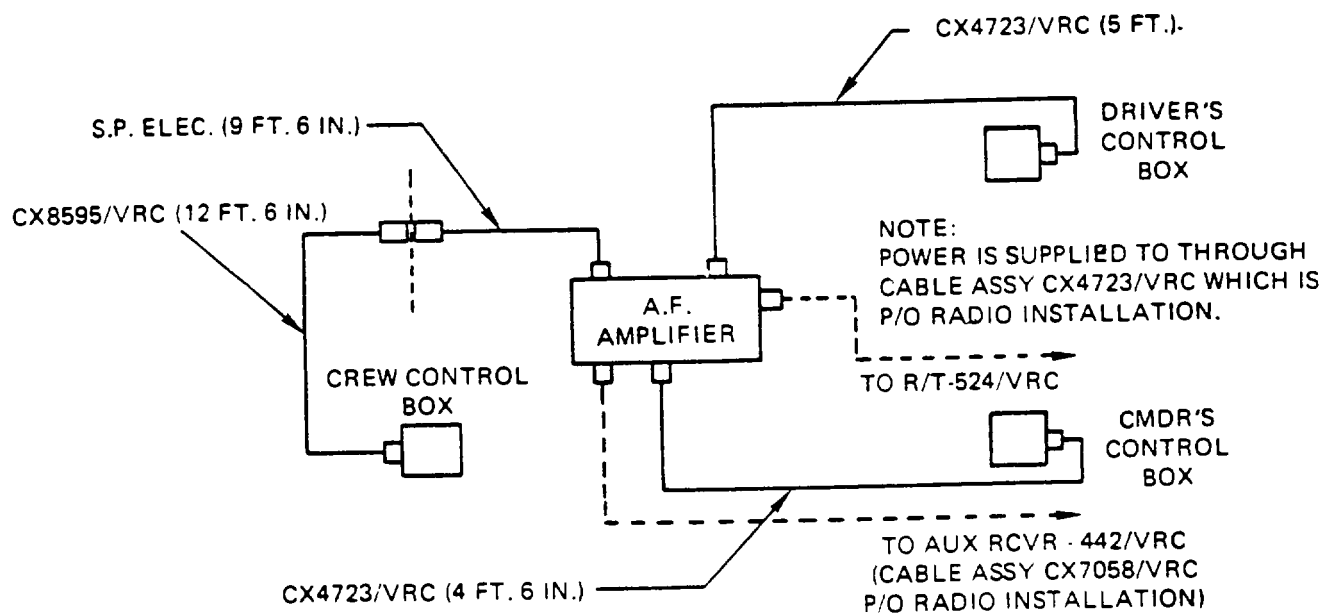 CX4723/VRC (5 FT.).
S.P. ELEC. (9 FT. 6 IN.)
DRIVER'S
CONTROL
BOX
CX8595/VRC (12 FT. 6 IN.)
NOTE:
POWER IS SUPPLIED TO THROUGH
CABLE ASSY CX4723/VRC WHICH IS
P/O RADIO INSTALLATION.
A.F.
AMPLIFIER
CREW CONTROL
BOX
TO R/T-524/VRC
CMDR'S
CONTROL
BOX
TO AUX RCVR - 442/VRC
(CABLE ASSY CX7058/VRC
P/O RADIO INSTALLATION)
CX4723/VRC (4 FT. 6 IN.)